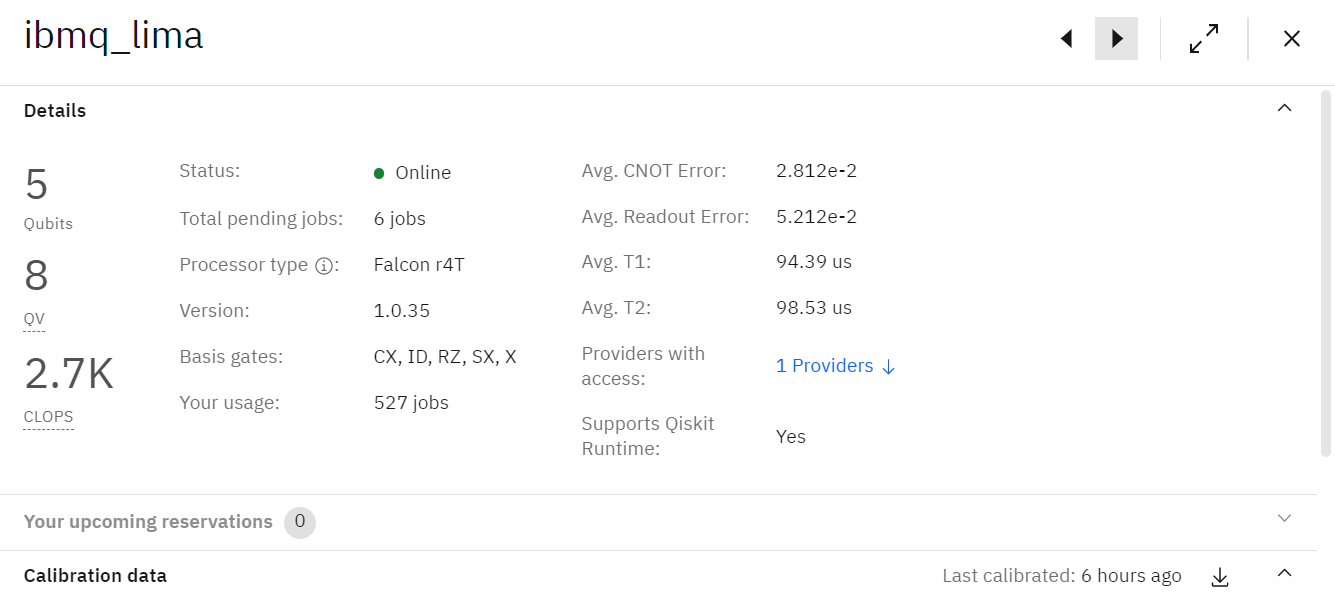 ibmq_lima
Details
5
Qubits
8
QV
2.7K
CLOPS
Status: Online
Total pending jobs: 6 jobs
Processor type : Falcon r4T
Version: 1.0.35
Basis gates: CX, ID, RZ, SX, X
Your usage: 527 jobs
Avg. CNOT Error: 2.812e-2
Avg. Readout Error: 5.212e-2
Avg. T1: 94.39 us
Avg. T2: 98.53 us
Providers with
access: 1 Providers ↓
Supports Qiskit
Runtime: Yes
Your upcoming reservations 0
Calibration data
Last calibrated: 6 hours ago